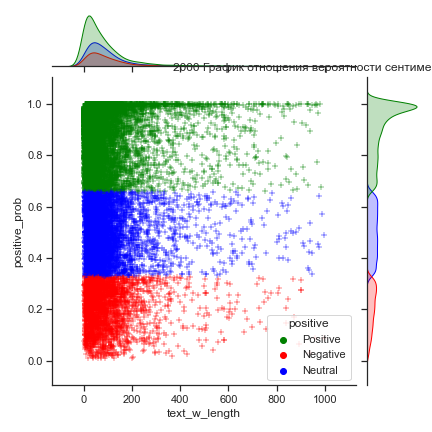 2000 График отношения вероятности сентиме
1.0
0.8
0.6
0.4
0.2
0.0
positive_prob
0
200
400
600
800
1000
text_w_length
positive
Positive
Negative
Neutral